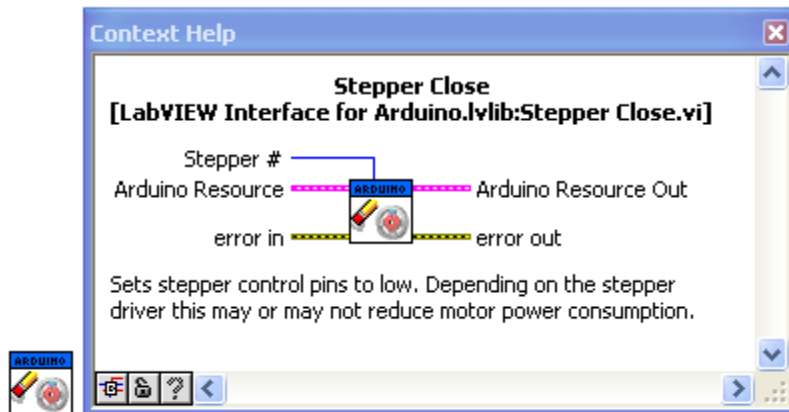 Context Help
Stepper Close
[LabVIEW Interface for Arduino.lvlib:Stepper Close.vi]
Stepper #
Arduino Resource ARDUINO Arduino Resource Out
error in error out
Sets stepper control pins to low. Depending on the stepper
driver this may or may not reduce motor power consumption.
ARDUINO
?